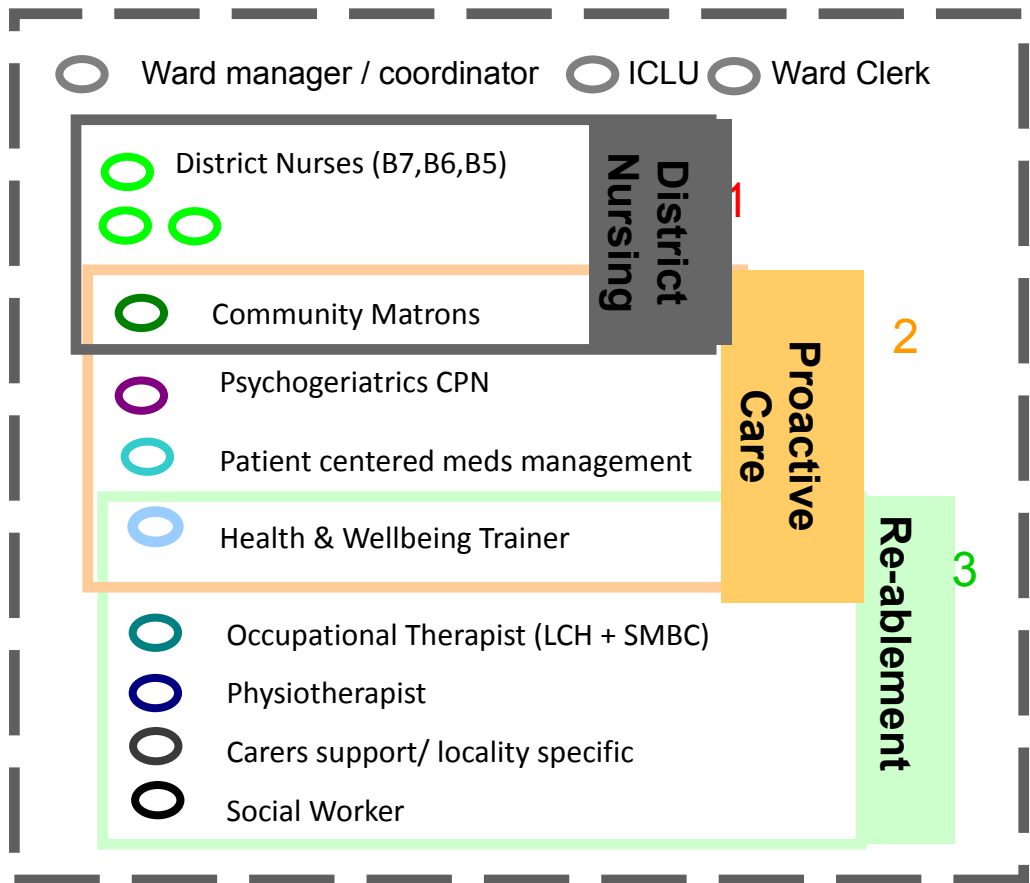 Ward manager / coordinator ICLU Ward Clerk
District Nurses (B7,B6,B5)
District
Nursing
1
Community Matrons
2
Psychogeriatrics CPN
Proactive
Care
Patient centered meds management
Health & Wellbeing Trainer
Re-ablement
3
Occupational Therapist (LCH + SMBC)
Physiotherapist
Carers support/ locality specific
Social Worker